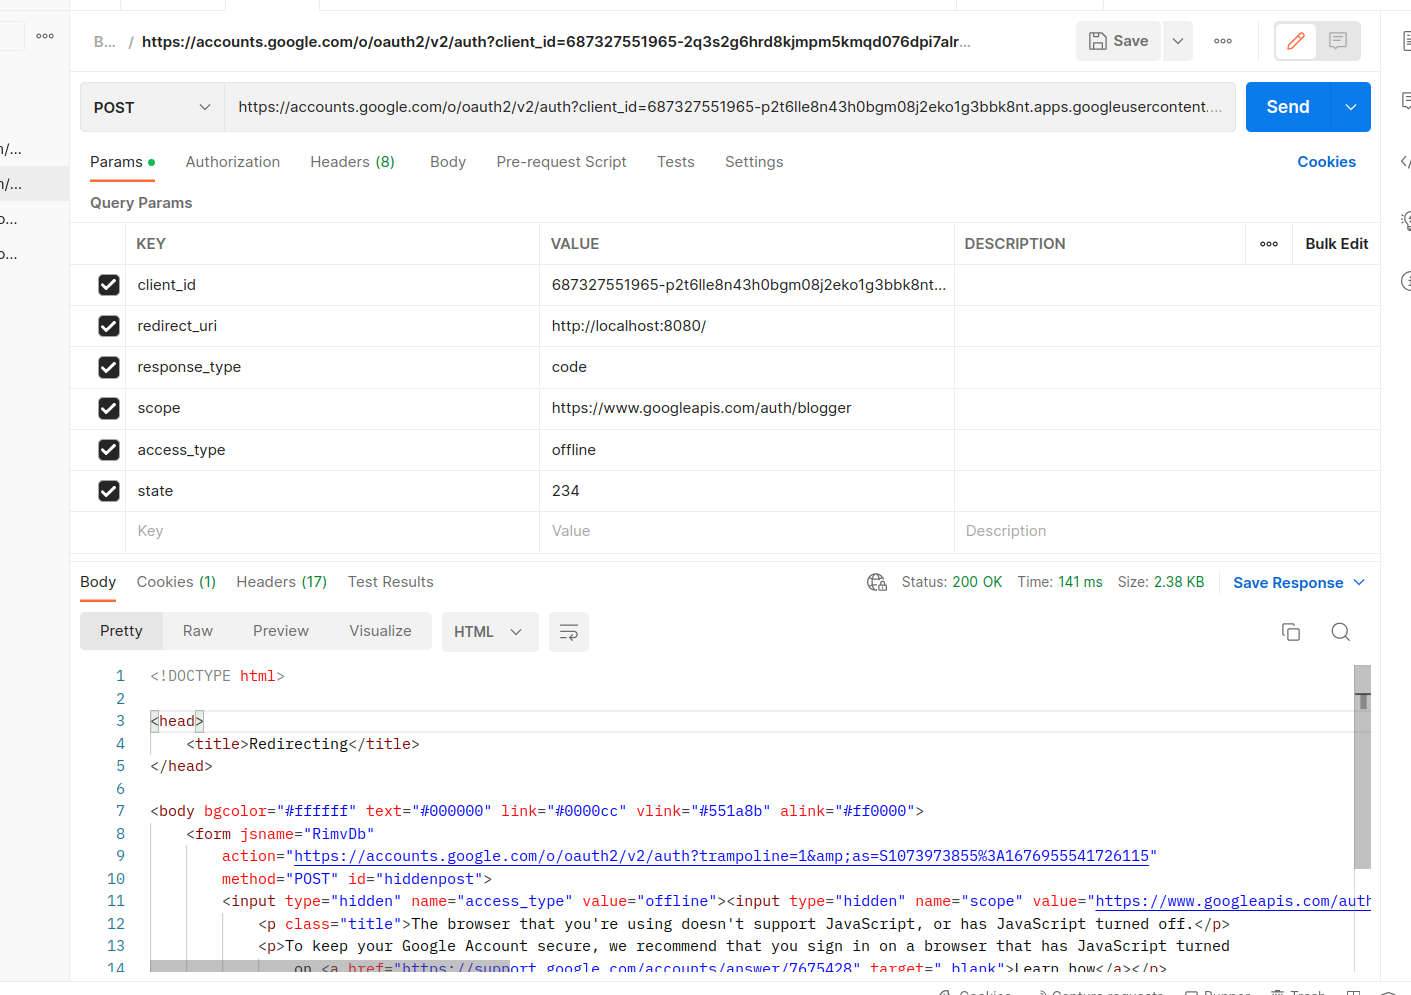 B... / https://accounts.google.com/o/oauth2/v2/auth?client_id=687327551965-2q3s2g6hrd8kjmpm5kmqd076dpi7alr...
Save
POST
https://accounts.google.com/o/oauth2/v2/auth?client_id=687327551965-p2t6lle8n43h0bgm08j2eko1g3bbk8nt.apps.googleusercontent....
Send
n/...
n/...
o...
o...
Params Authorization Headers (8) Body Pre-request Script Tests Settings Cookies
Query Params
KEY VALUE DESCRIPTION Bulk Edit
client_id 687327551965-p2t6lle8n43h0bgm08j2eko1g3bbk8nt...
redirect_uri http://localhost:8080/
response_type code
scope https://www.googleapis.com/auth/blogger
access_type offline
state 234
Key Value Description
Body Cookies (1) Headers (17) Test Results Status: 200 OK Time: 141 ms Size: 2.38 KB Save Response
Pretty Raw Preview Visualize HTML
1 <!DOCTYPE html>
2
3 <head>
4 <title>Redirecting</title>
5 </head>
6
7 <body bgcolor="#ffffff" text="#000000" link="#0000cc" vlink="#551a8b" alink="#ff0000">
8 <form jsname="RimvDb"
9 action="https://accounts.google.com/o/oauth2/v2/auth?trampoline=1&amp;as=S1073973855%3A1676955541726115"
10 method="POST" id="hiddenpost">
11 <input type="hidden" name="access_type" value="offline"><input type="hidden" name="scope" value="https://www.googleapis.com/auth
12 <p class="title">The browser that you're using doesn't support JavaScript, or has JavaScript turned off.</p>
13 <p>To keep your Google Account secure, we recommend that you sign in on a browser that has JavaScript turned
14 on <a href="https://support.google.com/accounts/answer/7675428" target="_blank">Learn how</a></p>
Cookies Capture requests Runner Trash